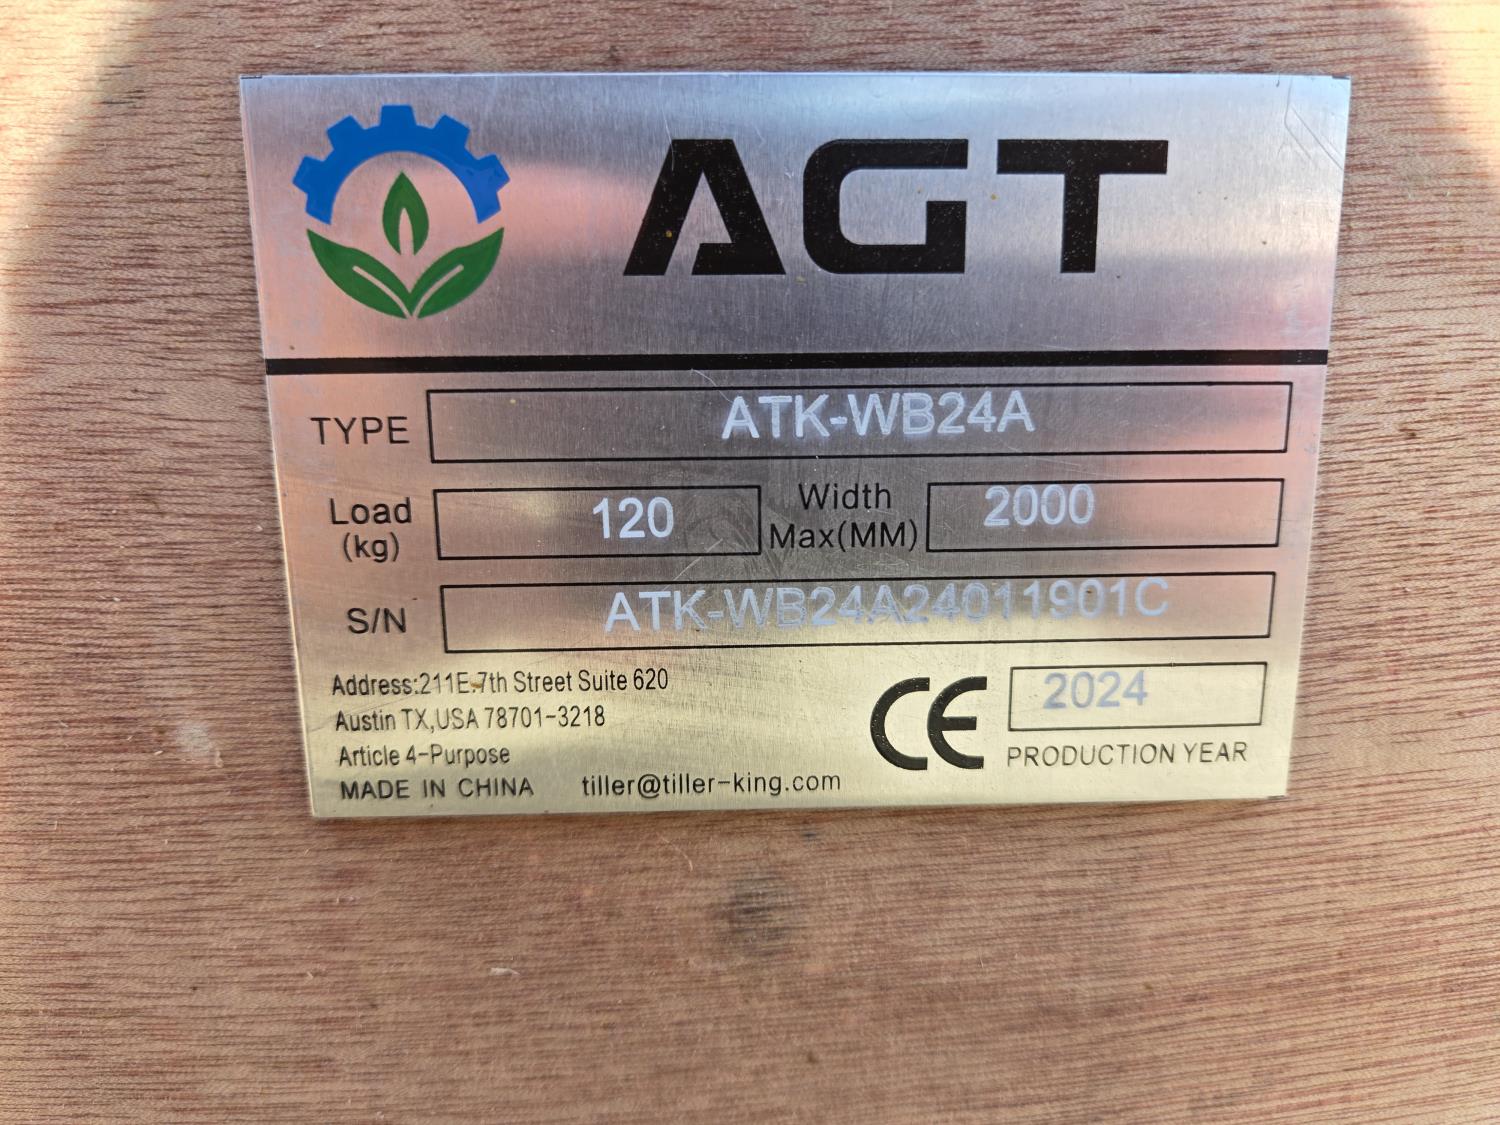 AGT
TYPE ATK-WB24A
Load (kg) 120 Width Max(MM) 2000
S/N ATK-WB24A24011901C
Address:211E.7th Street Suite 620
Austin TX,USA 78701-3218
Article 4-Purpose
MADE IN CHINA tiller@tiller-king.com
CE 2024
PRODUCTION YEAR